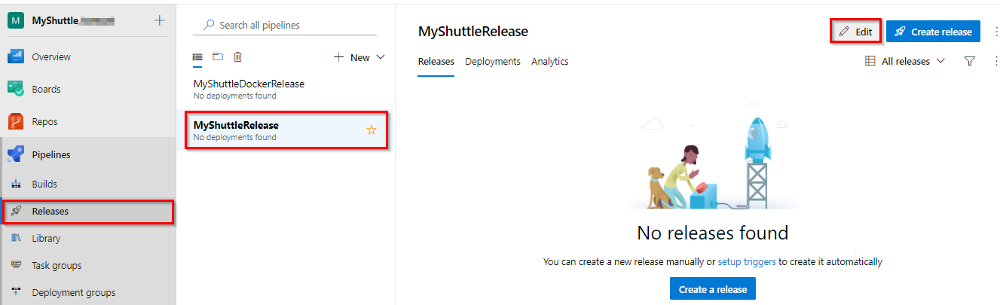 M MyShuttle
Overview
Boards
Repos
Pipelines
Builds
Releases
Library
Task groups
Deployment groups
Search all pipelines
New
MyShuttleDockerRelease
No deployments found
MyShuttleRelease
No deployments found
MyShuttleRelease
Edit Create release
Releases Deployments Analytics
All releases
No releases found
You can create a new release manually or setup triggers to create it automatically
Create a release